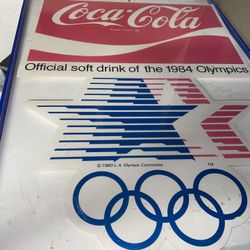 Coca-Cola
Official soft drink of the 1984 Olympics
© 1980 L.A. Olympic Committee
TM